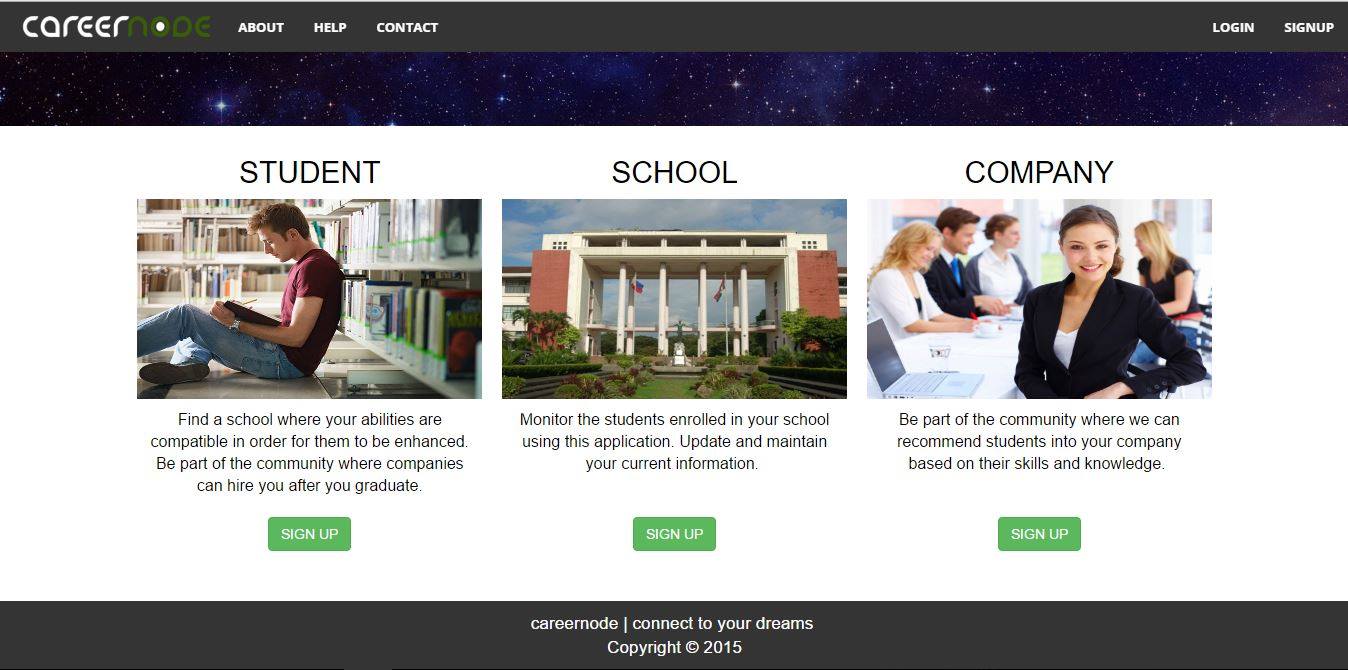 careernode ABOUT HELP CONTACT LOGIN SIGNUP
STUDENT
Find a school where your abilities are
compatible in order for them to be enhanced.
Be part of the community where companies
can hire you after you graduate.
SIGN UP
SCHOOL
Monitor the students enrolled in your school
using this application. Update and maintain
your current information.
SIGN UP
COMPANY
Be part of the community where we can
recommend students into your company
based on their skills and knowledge.
SIGN UP
careernode | connect to your dreams
Copyright © 2015